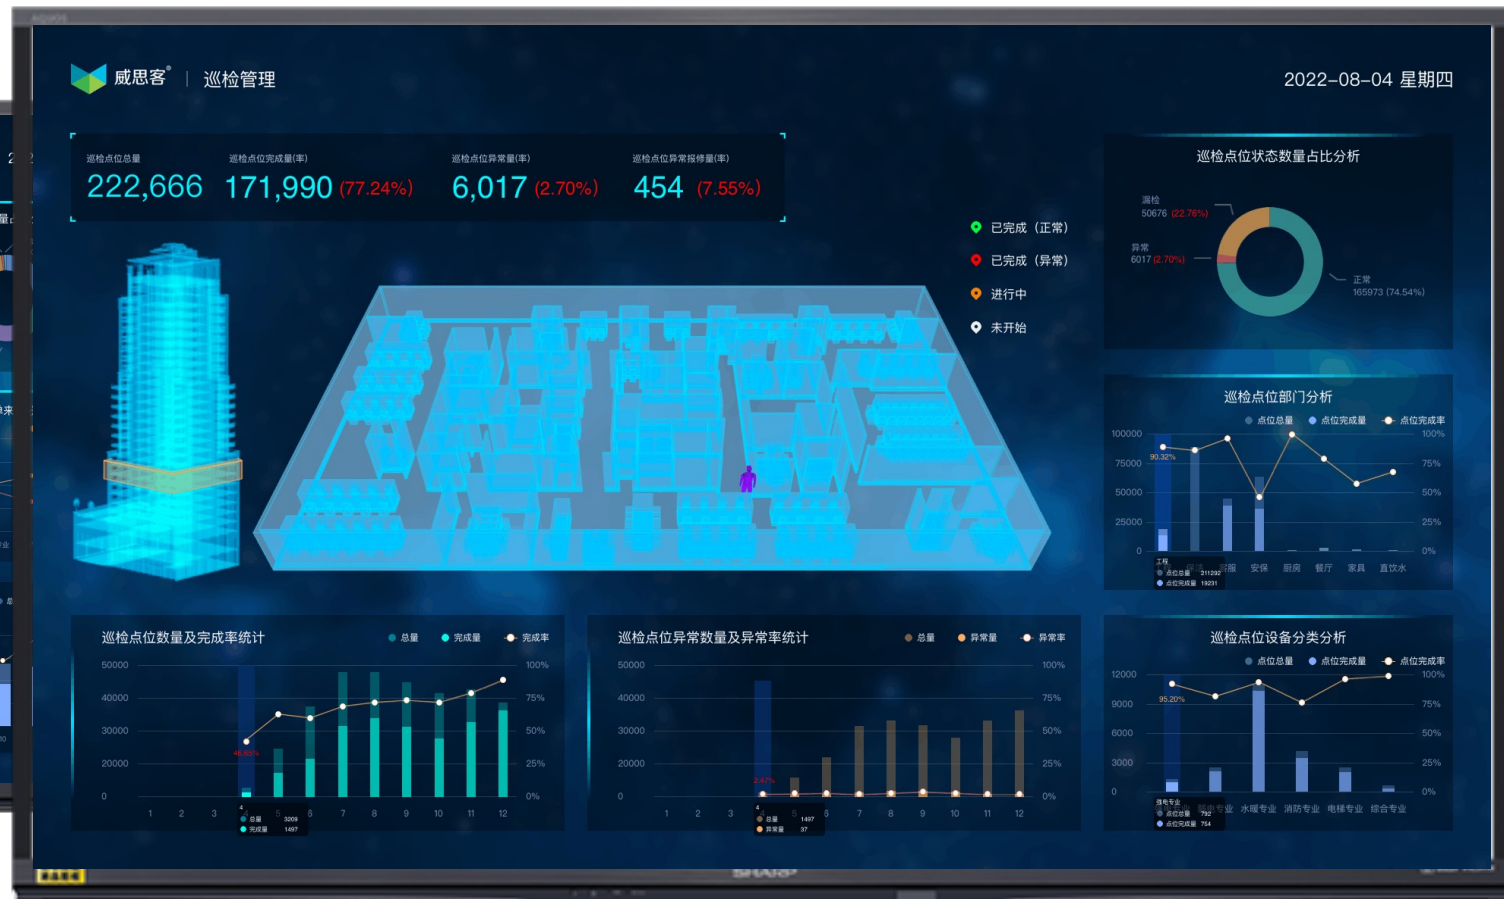 威思客® | 巡检管理
2022-08-04 星期四
巡检点位总量
222,666
巡检点位完成量(率)
171,990 (77.24%)
巡检点位异常量(率)
6,017 (2.70%)
巡检点位异常报修量(率)
454 (7.55%)
已完成（正常）
已完成（异常）
进行中
未开始
巡检点位状态数量占比分析
漏检
50676 (22.76%)
异常
6017 (2.70%)
正常
165973 (74.54%)
巡检点位部门分析
点位总量 点位完成量 点位完成率
100000 100%
90.32%
75000 75%
50000 50%
25000 25%
0 0%
客服 安保 厨房 餐厅 家具 直饮水
工程
点位总量 211292
点位完成量 19231
巡检点位数量及完成率统计
总量 完成量 完成率
50000 100%
40000 75%
30000 50%
20000 25%
0 0%
1 2 3 5 6 7 8 9 10 11 12
4
总量 3209
完成量 1497
巡检点位异常数量及异常率统计
总量 异常量 异常率
50000 100%
40000 75%
30000 50%
2.47%
20000 25%
0 0%
1 2 3 5 6 7 8 9 10 11 12
4
总量 1497
异常量 37
巡检点位设备分类分析
点位总量 点位完成量 点位完成率
12000 100%
95.20%
9000 75%
6000 50%
3000 25%
0 0%
弱电专业 水暖专业 消防专业 电梯专业 综合专业
强电专业
点位总量 792
点位完成量 754
SHARP